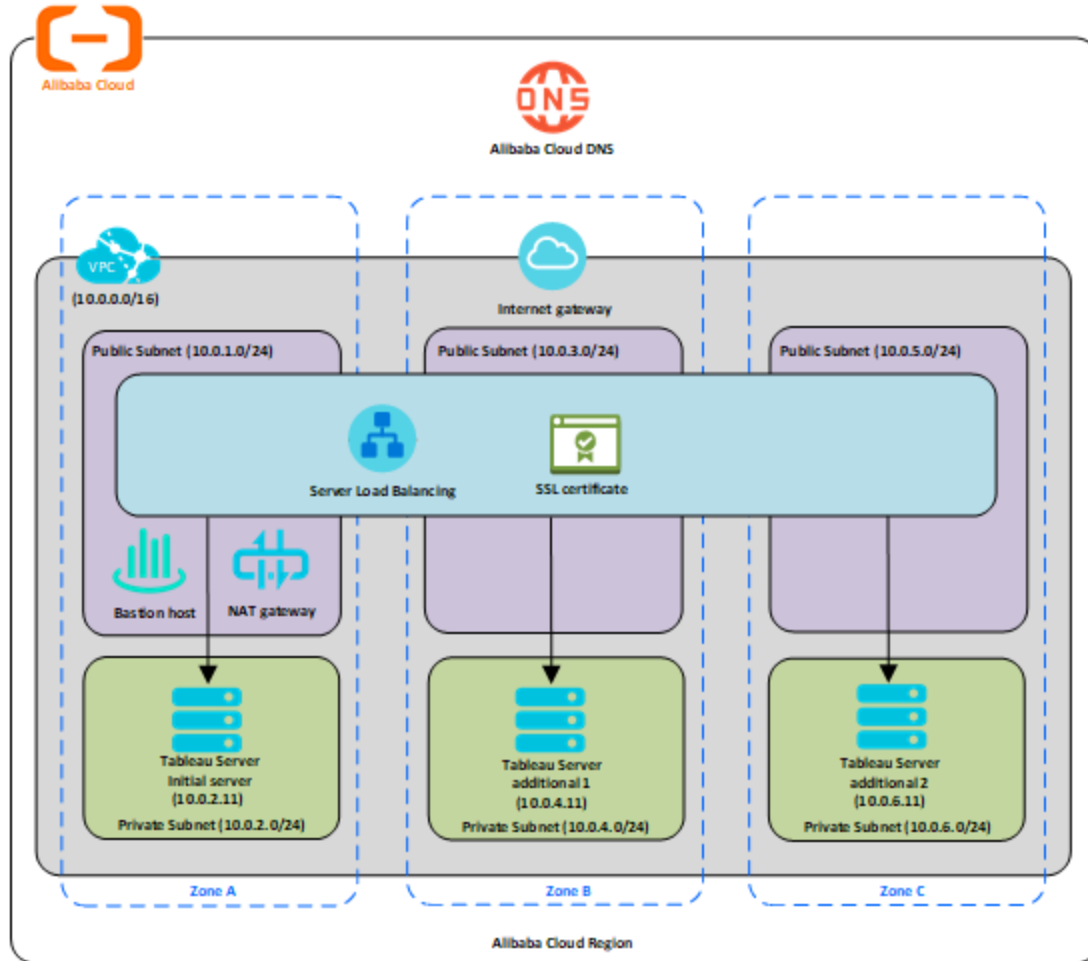 Alibaba Cloud
DNS
Alibaba Cloud DNS
VPC
(10.0.0.0/16)
Internet gateway
Public Subnet (10.0.1.0/24)
Public Subnet (10.0.3.0/24)
Public Subnet (10.0.5.0/24)
Server Load Balancing
SSL certificate
Bastion host
NAT gateway
Tableau Server
Initial server
(10.0.2.11)
Private Subnet (10.0.2.0/24)
Tableau Server
additional 1
(10.0.4.11)
Private Subnet (10.0.4.0/24)
Tableau Server
additional 2
(10.0.6.11)
Private Subnet (10.0.6.0/24)
Zone A
Zone B
Zone C
Alibaba Cloud Region